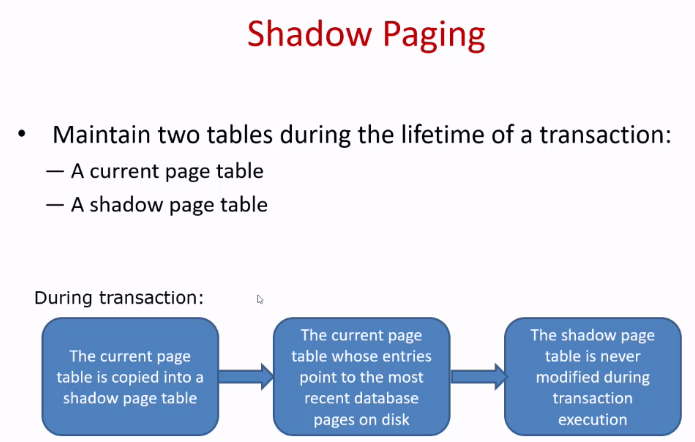 Shadow Paging
• Maintain two tables during the lifetime of a transaction:
— A current page table
— A shadow page table
During transaction:
The current page
table is copied into a
shadow page table
The current page
table whose entries
point to the most
recent database
pages on disk
The shadow page
table is never
modified during
transaction
execution